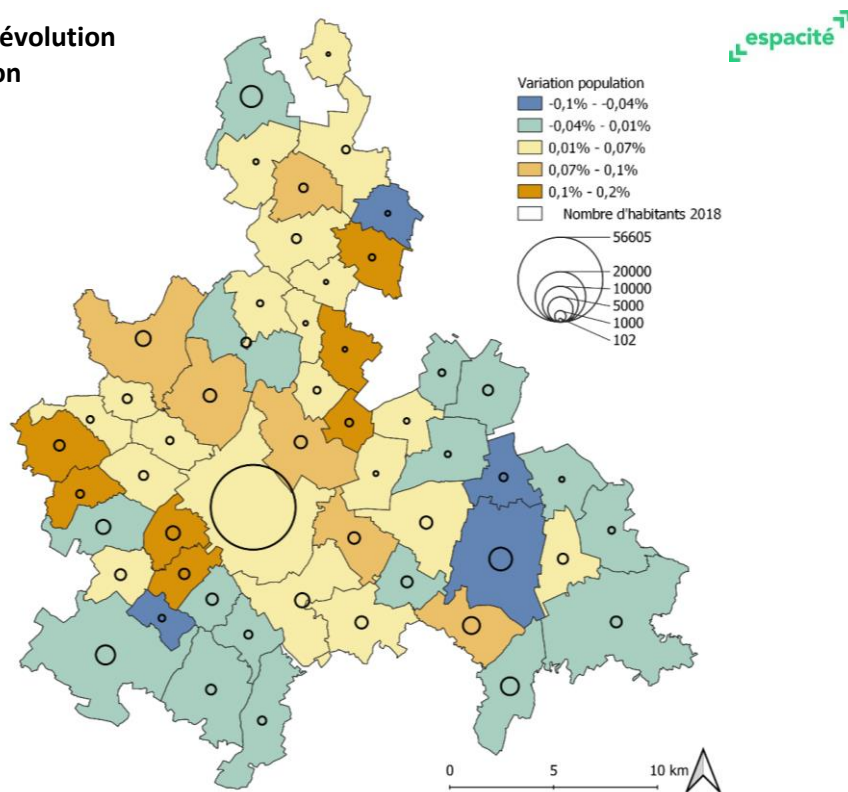 évolution
on
espacité
Variation population
-0,1% - -0,04%
-0,04% - 0,01%
0,01% - 0,07%
0,07% - 0,1%
0,1% - 0,2%
Nombre d'habitants 2018
56605
20000
10000
5000
1000
102
0 5 10 km